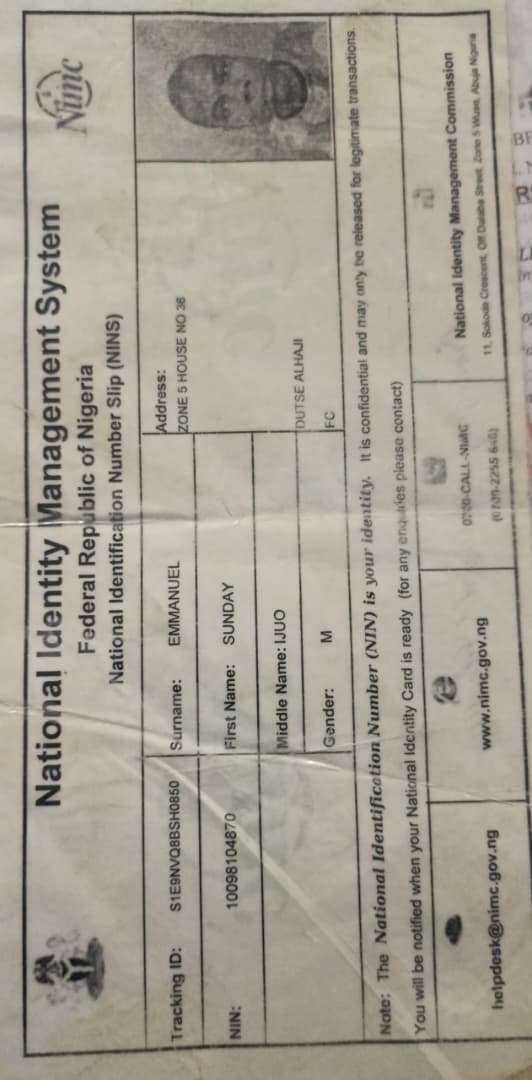 National Identity Management System
Federal Republic of Nigeria
National Identification Number Slip (NINS)
Nimc
Tracking ID: S1E9NVQ8BSH0850
Surname: EMMANUEL
Address:
ZONE 5 HOUSE NO 36
NIN: 10098104870
First Name: SUNDAY
Middle Name: IJUO
DUTSE ALHAJI
Gender: M
FC
Note: The National Identification Number (NIN) is your identity. It is confidential and may only be released for legitimate transactions.
You will be notified when your National Identity Card is ready (for any enquiries please contact)
helpdesk@nimc.gov.ng
www.nimc.gov.ng
0700-CALL-NIMC
National Identity Management Commission
11, Sokode Crescent, Off Dalaba Street, Zone 5 Wuse, Abuja Nigeria